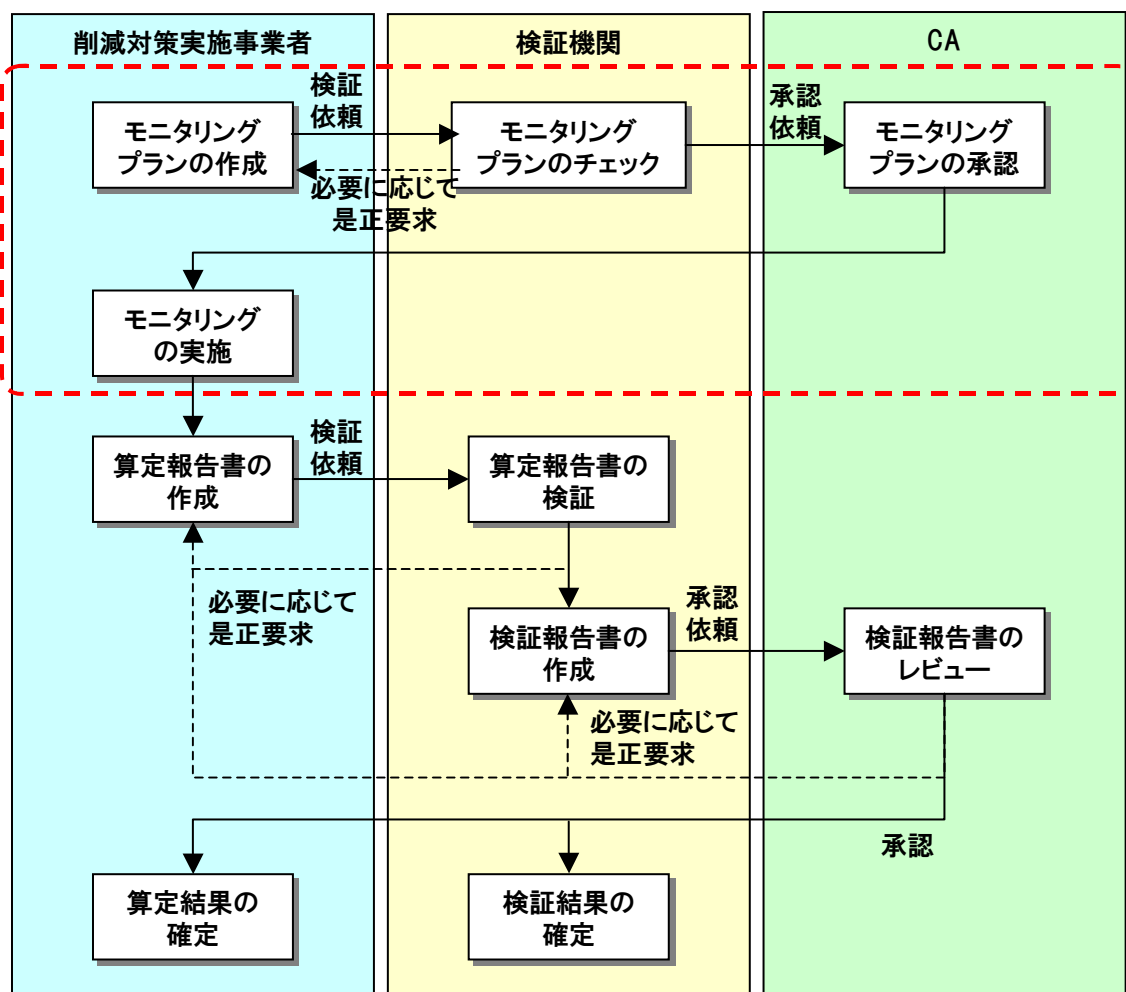 削減対策実施事業者
検証機関
CA
検証
依頼
承認
依頼
モニタリング
プランの作成
モニタリング
プランのチェック
モニタリング
プランの承認
必要に応じて
是正要求
モニタリング
の実施
検証
依頼
算定報告書の
作成
算定報告書の
検証
必要に応じて
是正要求
承認
依頼
検証報告書の
作成
検証報告書の
レビュー
必要に応じて
是正要求
承認
算定結果の
確定
検証結果の
確定